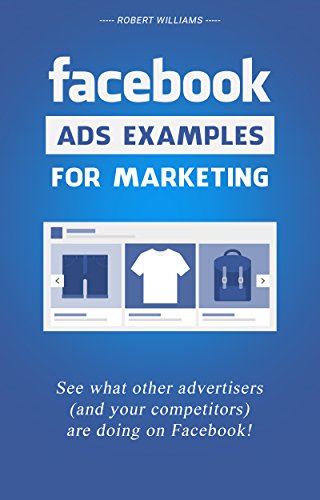 ----- ROBERT WILLIAMS -----
facebook
ADS EXAMPLES
FOR MARKETING
See what other advertisers
(and your competitors)
are doing on Facebook!